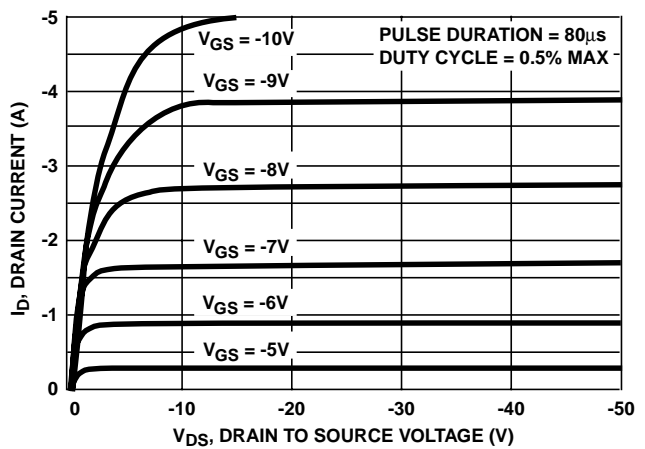 -5
-4
-3
-2
-1
0
I_D, DRAIN CURRENT (A)
V_GS = -10V
PULSE DURATION = 80μs
DUTY CYCLE = 0.5% MAX
V_GS = -9V
V_GS = -8V
V_GS = -7V
V_GS = -6V
V_GS = -5V
0 -10 -20 -30 -40 -50
V_DS, DRAIN TO SOURCE VOLTAGE (V)